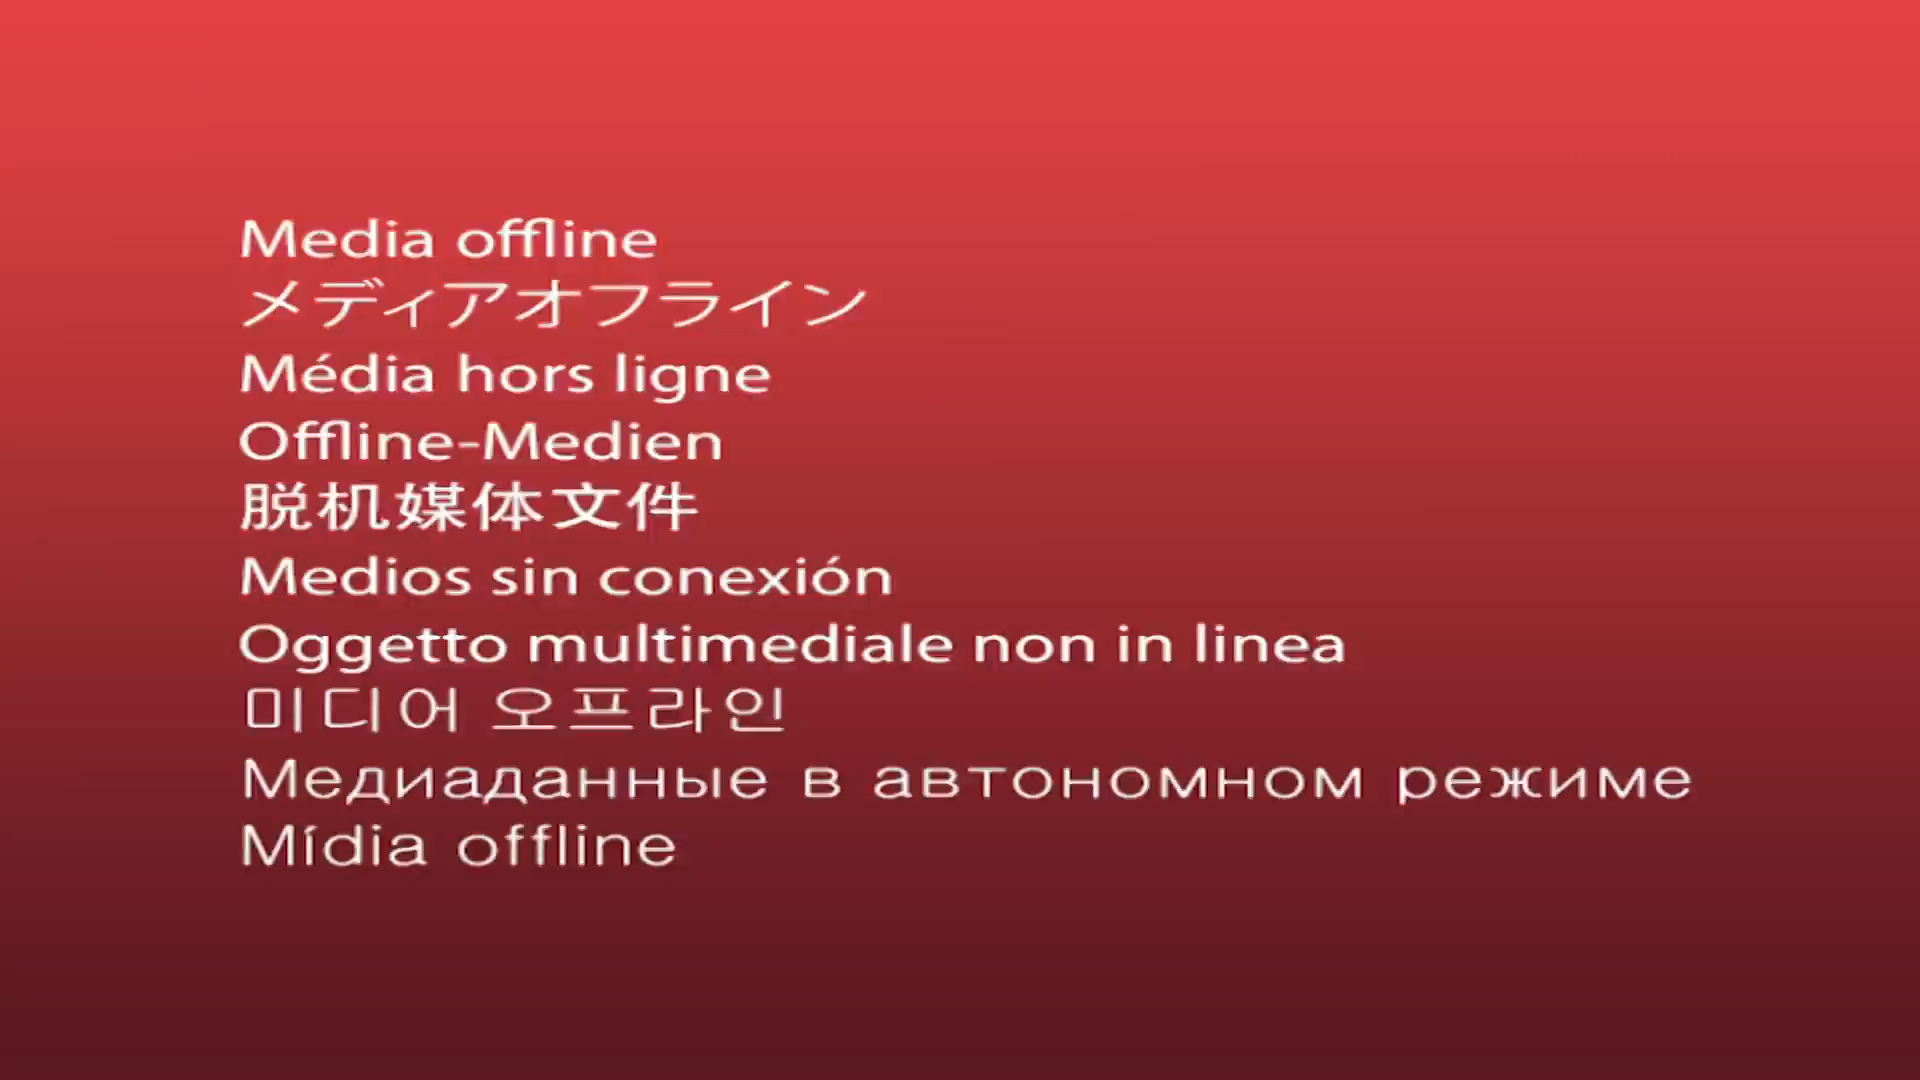 Media offline
メディアオフライン
Média hors ligne
Offline-Medien
脱机媒体文件
Medios sin conexión
Oggetto multimediale non in linea
미디어 오프라인
Медиаданные в автономном режиме
Mídia offline